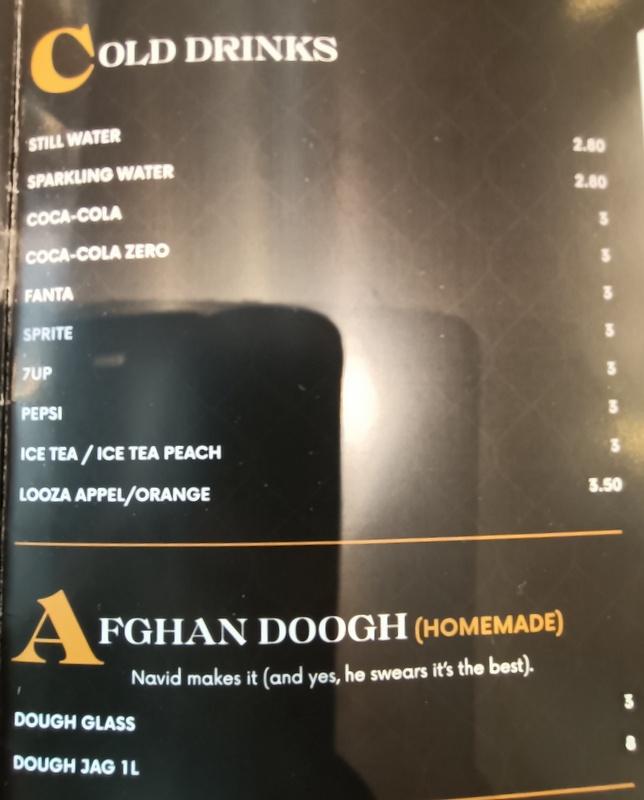 COLD DRINKS
STILL WATER 2.80
SPARKLING WATER 2.80
COCA-COLA 3
COCA-COLA ZERO 3
FANTA 3
SPRITE 3
7UP 3
PEPSI 3
ICE TEA / ICE TEA PEACH 3
LOOZA APPEL/ORANGE 3.50
AFGHAN DOOGH (HOMEMADE)
Navid makes it (and yes, he swears it's the best).
DOUGH GLASS 3
DOUGH JAG 1L 8